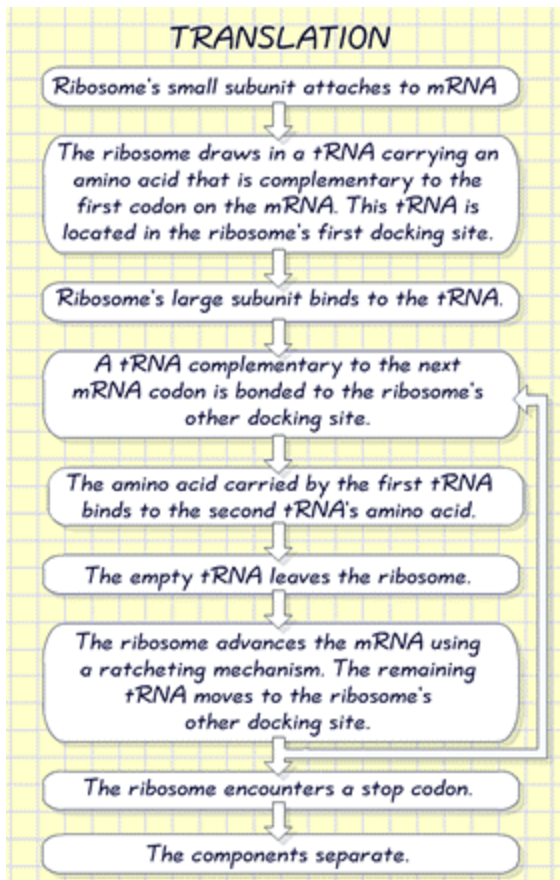 TRANSLATION
Ribosome's small subunit attaches to mRNA
The ribosome draws in a tRNA carrying an
amino acid that is complementary to the
first codon on the mRNA. This tRNA is
located in the ribosome's first docking site.
Ribosome's large subunit binds to the tRNA.
A tRNA complementary to the next
mRNA codon is bonded to the ribosome's
other docking site.
The amino acid carried by the first tRNA
binds to the second tRNA's amino acid.
The empty tRNA leaves the ribosome.
The ribosome advances the mRNA using
a ratcheting mechanism. The remaining
tRNA moves to the ribosome's
other docking site.
The ribosome encounters a stop codon.
The components separate.